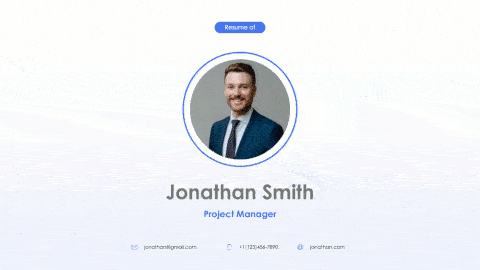 Resume of
Jonathan Smith
Project Manager
jonathan@gmail.com
+1(123)456-7890
jonathan.com